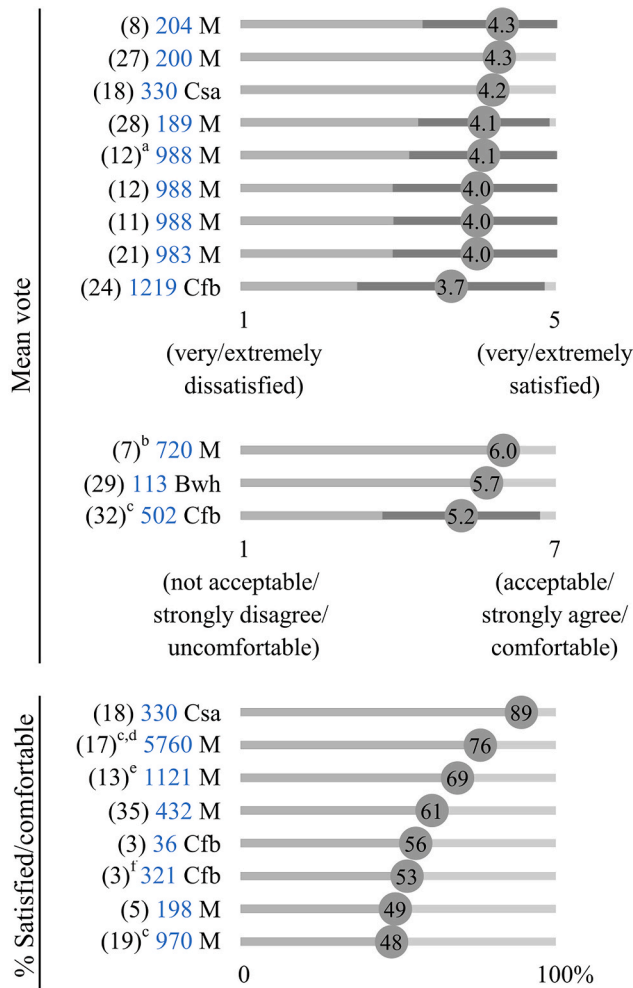 Mean vote
(8) 204 M 4.3
(27) 200 M 4.3
(18) 330 Csa 4.2
(28) 189 M 4.1
(12)ᵃ 988 M 4.1
(12) 988 M 4.0
(11) 988 M 4.0
(21) 983 M 4.0
(24) 1219 Cfb 3.7
1 5
(very/extremely dissatisfied) (very/extremely satisfied)
(7)ᵇ 720 M 6.0
(29) 113 Bwh 5.7
(32)ᶜ 502 Cfb 5.2
1 7
(not acceptable/ strongly disagree/ uncomfortable) (acceptable/ strongly agree/ comfortable)
% Satisfied/comfortable
(18) 330 Csa 89
(17)ᶜ,ᵈ 5760 M 76
(13)ᵉ 1121 M 69
(35) 432 M 61
(3) 36 Cfb 56
(3)ᶠ 321 Cfb 53
(5) 198 M 49
(19)ᶜ 970 M 48
0 100%